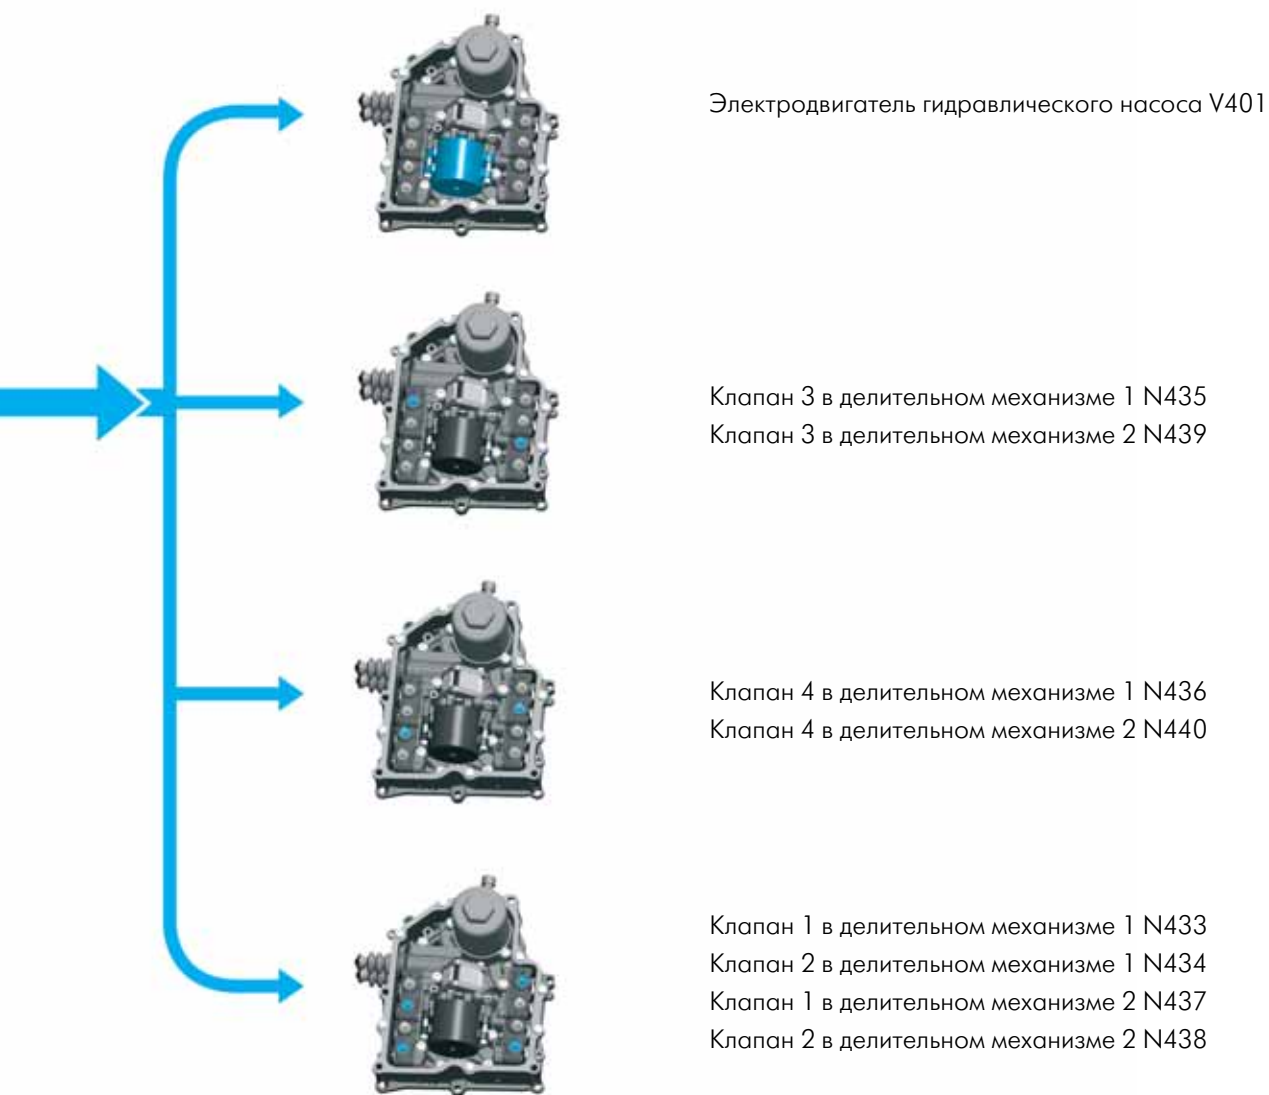 Электродвигатель гидравлического насоса V401
Клапан 3 в делительном механизме 1 N435
Клапан 3 в делительном механизме 2 N439
Клапан 4 в делительном механизме 1 N436
Клапан 4 в делительном механизме 2 N440
Клапан 1 в делительном механизме 1 N433
Клапан 2 в делительном механизме 1 N434
Клапан 1 в делительном механизме 2 N437
Клапан 2 в делительном механизме 2 N438